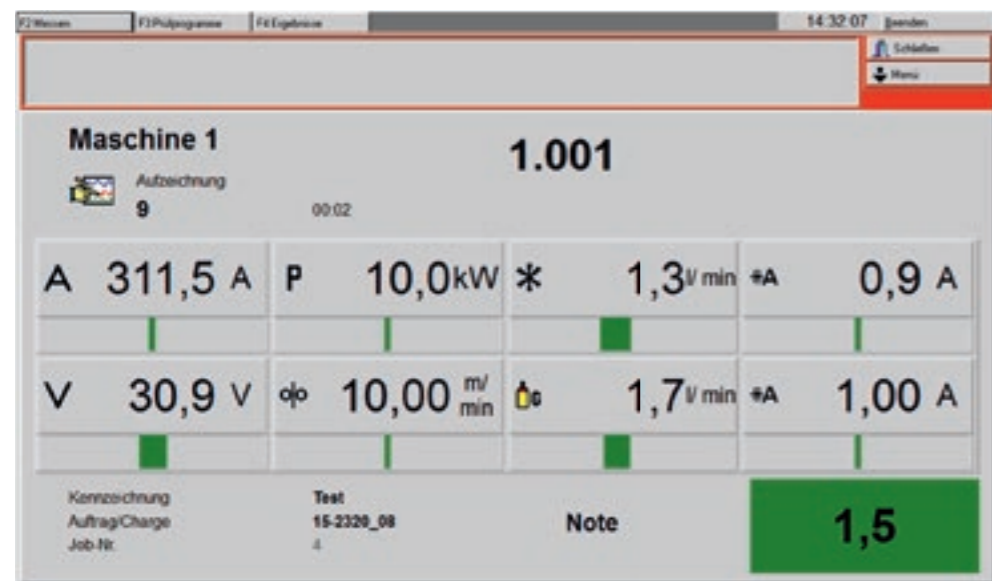 F2 Messen F3 Prüfprogramme F4 Ergebnisse 14:32:07 Beenden
Schließen
Menü
Maschine 1
1.001
Aufzeichnung
9 00:02
A 311,5 A P 10,0 kW 1,3 l/ min A 0,9 A
V 30,9 V 10,00 m/ min G 1,7 l/ min A 1,00 A
Kennzeichnung Test
Auftrag/Charge 15-2320_08 Note 1,5
Job-Nr. 4